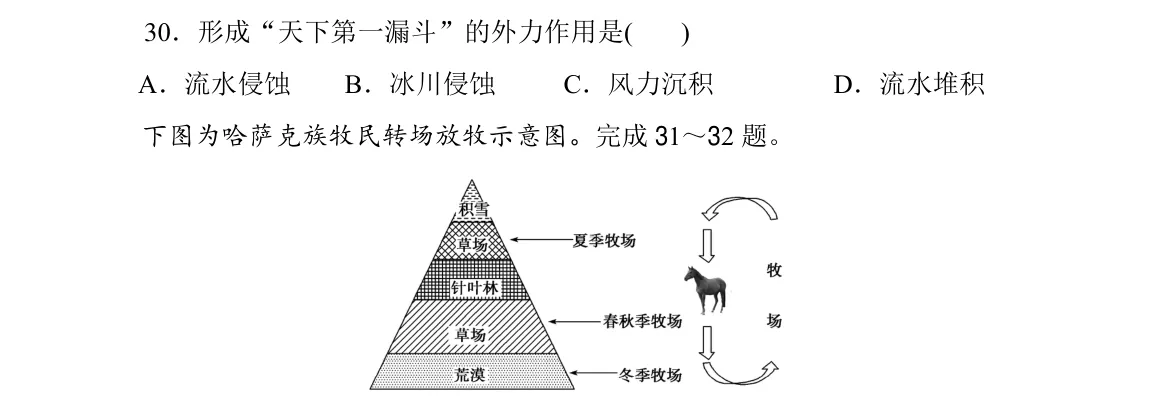 30．形成“天下第一漏斗”的外力作用是(　　)
A．流水侵蚀　　B．冰川侵蚀　　C．风力沉积　　D．流水堆积
下图为哈萨克族牧民转场放牧示意图。完成 31～32 题。
积雪
草场
夏季牧场
针叶林
草场
春秋季牧场
荒漠
冬季牧场
牧
场